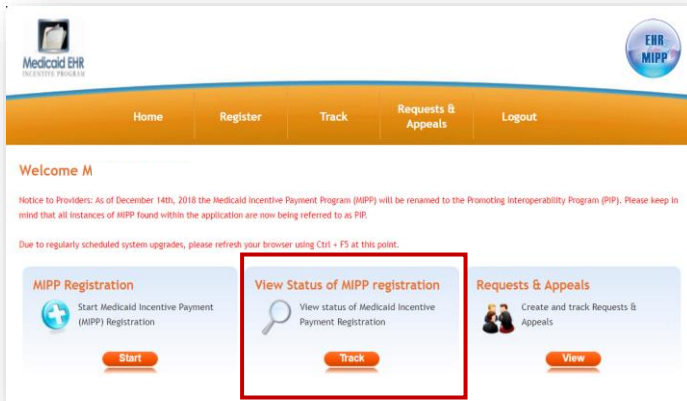 Medicaid EHR
INCENTIVE PROGRAM
EHR
MIPP
Home
Register
Track
Requests &
Appeals
Logout
Welcome M
Notice to Providers: As of December 14th, 2018 the Medicaid Incentive Payment Program (MIPP) will be renamed to the Promoting Interoperability Program (PIP). Please keep in
mind that all instances of MIPP found within the application are now being referred to as PIP.
Due to regularly scheduled system upgrades, please refresh your browser using Ctrl + F5 at this point.
MIPP Registration
Start Medicaid Incentive Payment
(MIPP) Registration
Start
View Status of MIPP registration
View status of Medicaid Incentive
Payment Registration
Track
Requests & Appeals
Create and track Requests &
Appeals
View